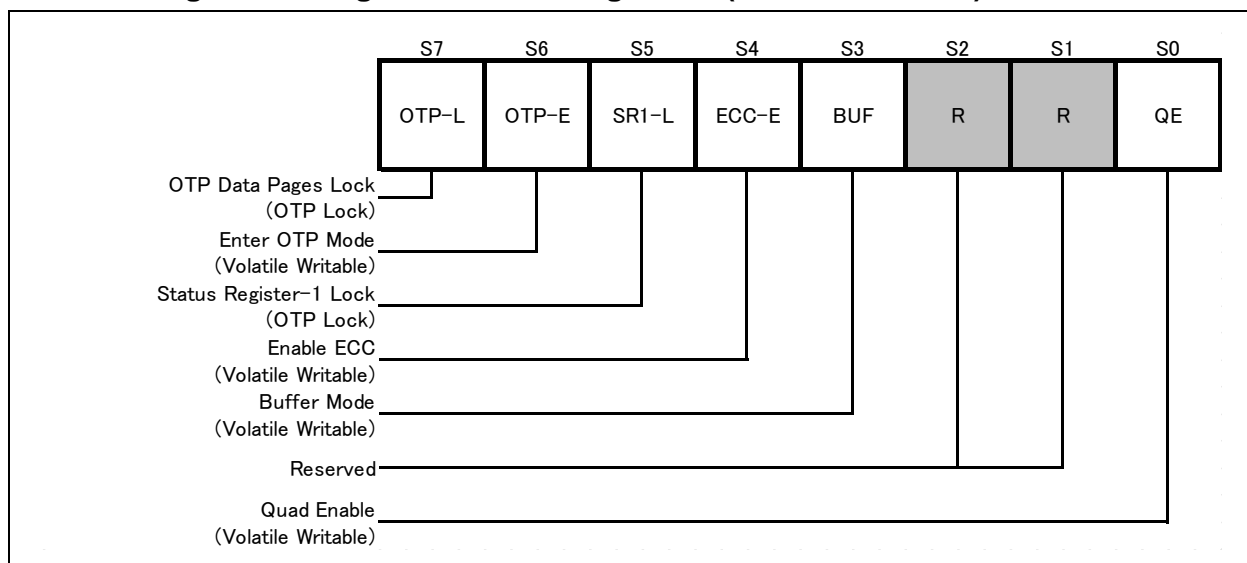 S7 S6 S5 S4 S3 S2 S1 S0
OTP-L OTP-E SR1-L ECC-E BUF R R QE
OTP Data Pages Lock
(OTP Lock)
Enter OTP Mode
(Volatile Writable)
Status Register-1 Lock
(OTP Lock)
Enable ECC
(Volatile Writable)
Buffer Mode
(Volatile Writable)
Reserved
Quad Enable
(Volatile Writable)